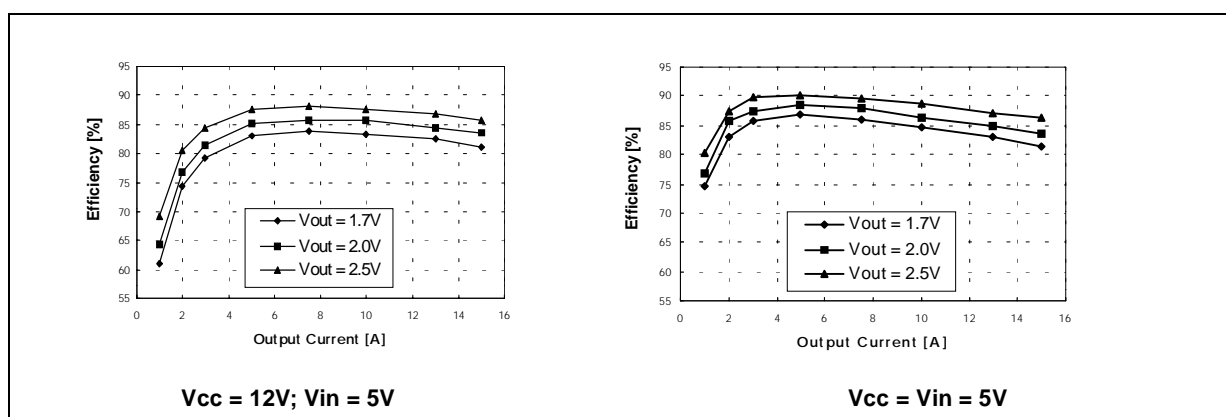 95
90
85
80
75
70
65
60
55
Efficiency [%]
Vout = 1.7V
Vout = 2.0V
Vout = 2.5V
0 2 4 6 8 10 12 14 16
Output Current [A]
Vcc = 12V; Vin = 5V
95
90
85
80
75
70
65
60
55
Efficiency [%]
Vout = 1.7V
Vout = 2.0V
Vout = 2.5V
0 2 4 6 8 10 12 14 16
Output Current [A]
Vcc = Vin = 5V